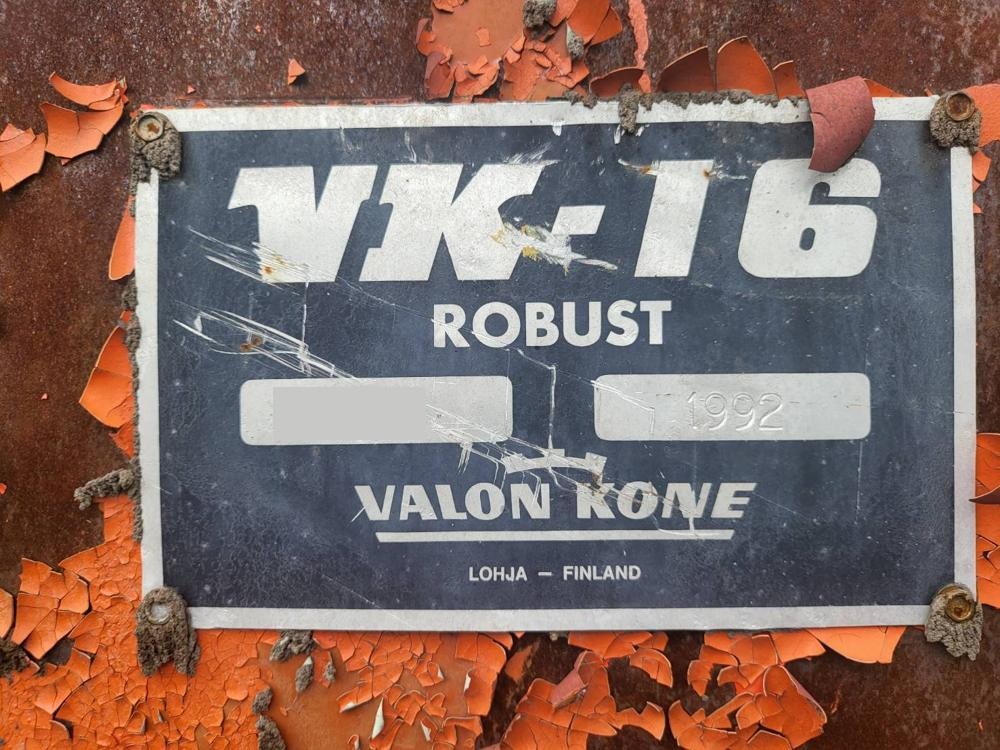 VK-16
ROBUST
1992
VALON KONE
LOHJA – FINLAND